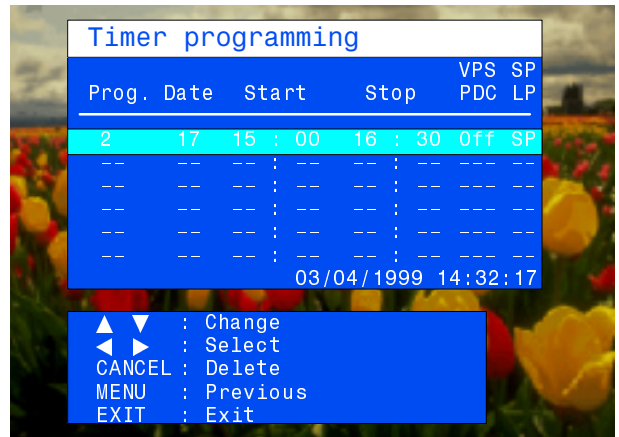 Timer programming
VPS SP
Prog. Date Start Stop PDC LP
2 17 15 : 00 16 : 30 Off SP
-- -- -- : -- -- : -- --- --
-- -- -- : -- -- : -- --- --
-- -- -- : -- -- : -- --- --
-- -- -- : -- -- : -- --- --
-- -- -- : -- -- : -- --- --
03/04/1999 14:32:17
▲ ▼ : Change
◀ ▶ : Select
CANCEL : Delete
MENU : Previous
EXIT : Exit